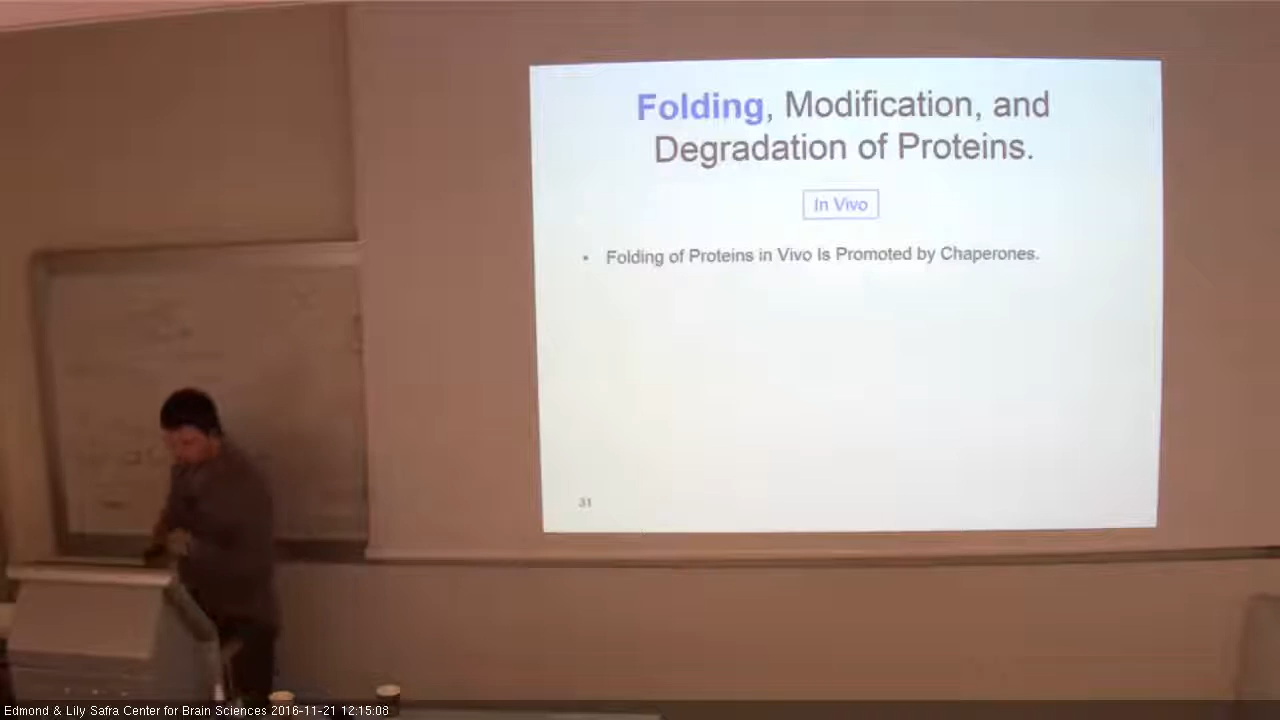 Folding, Modification, and
Degradation of Proteins.
In Vivo
• Folding of Proteins in Vivo Is Promoted by Chaperones.
31
Edmond & Lily Safra Center for Brain Sciences 2016-11-21 12:15:08